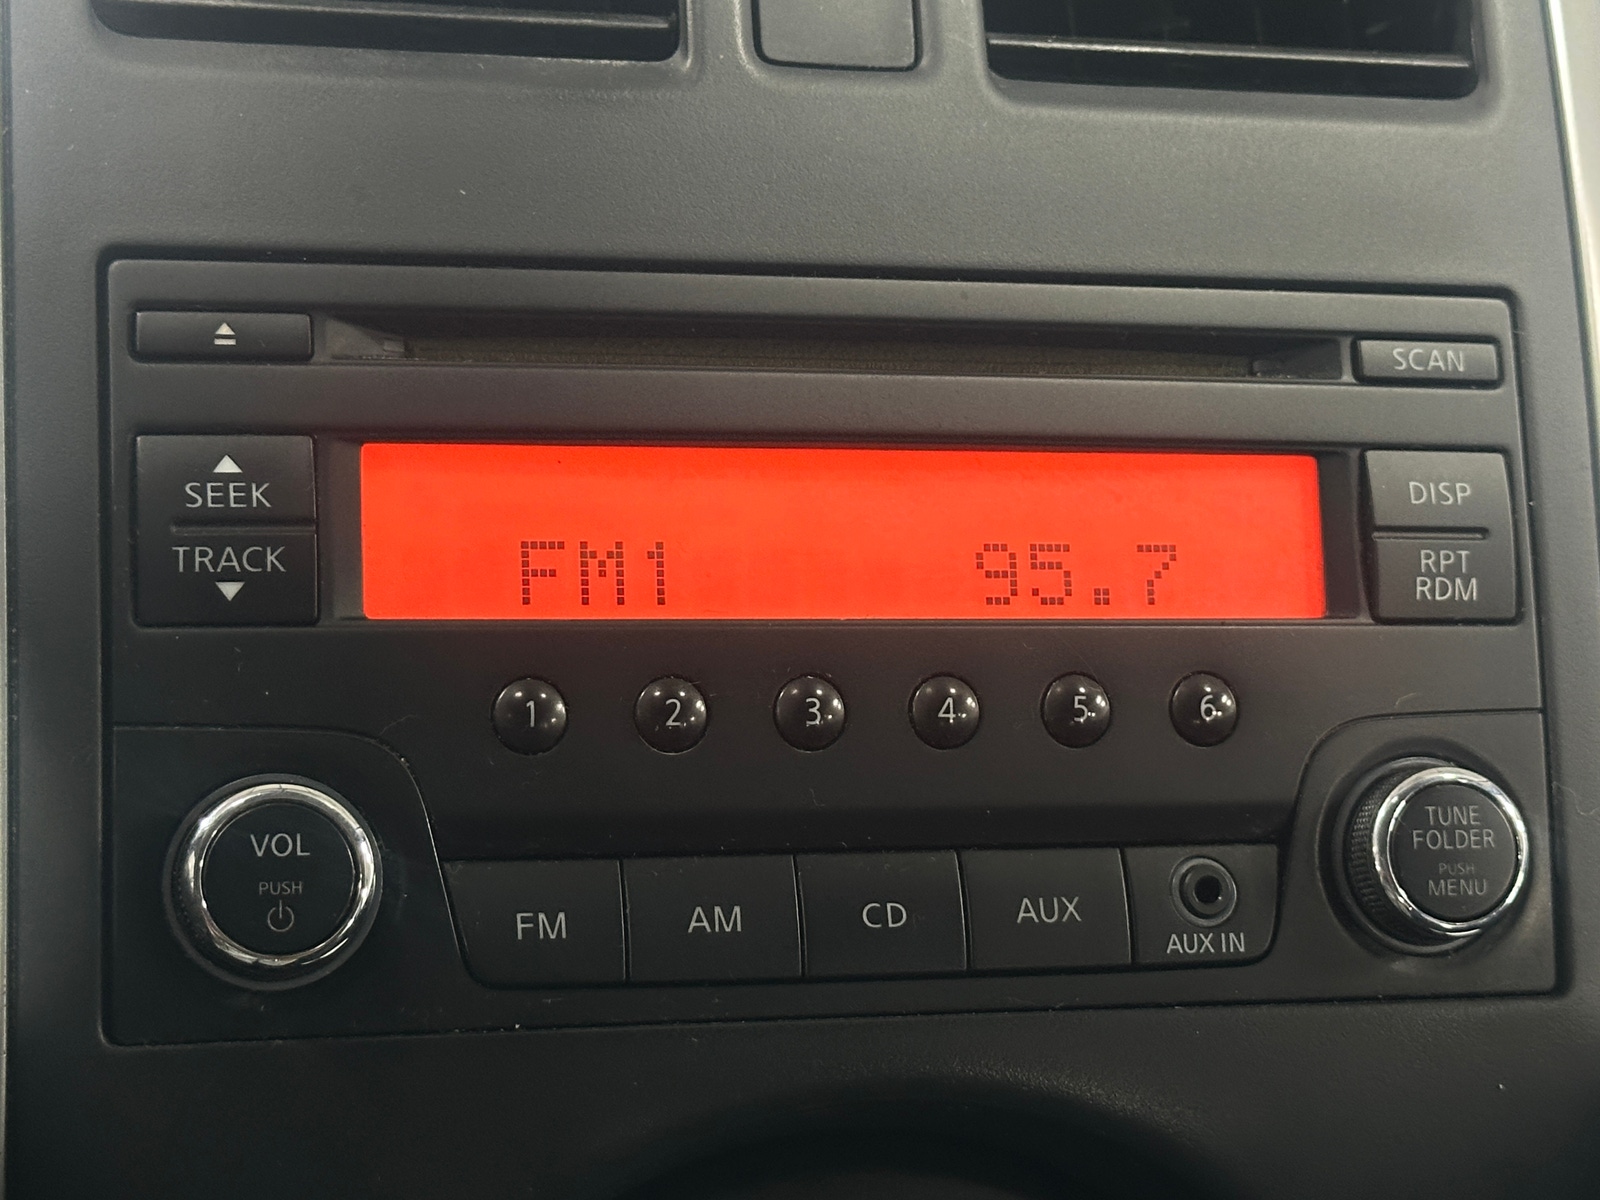 SCAN
SEEK
TRACK
FM1 95.7
DISP
RPT
RDM
1 2 3 4 5 6
VOL
PUSH
FM AM CD AUX
AUX IN
TUNE
FOLDER
PUSH
MENU